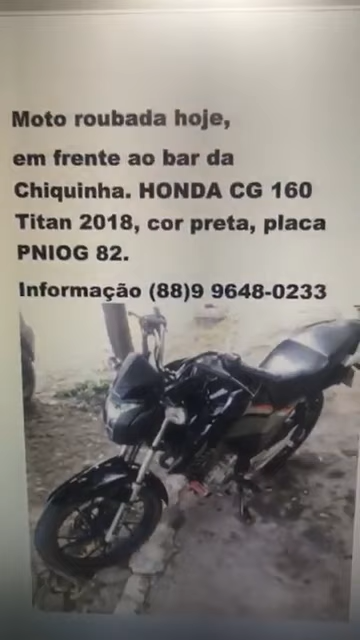 Moto roubada hoje,
em frente ao bar da
Chiquinha. HONDA CG 160
Titan 2018, cor preta, placa
PNIOG 82.
Informação (88)9 9648-0233